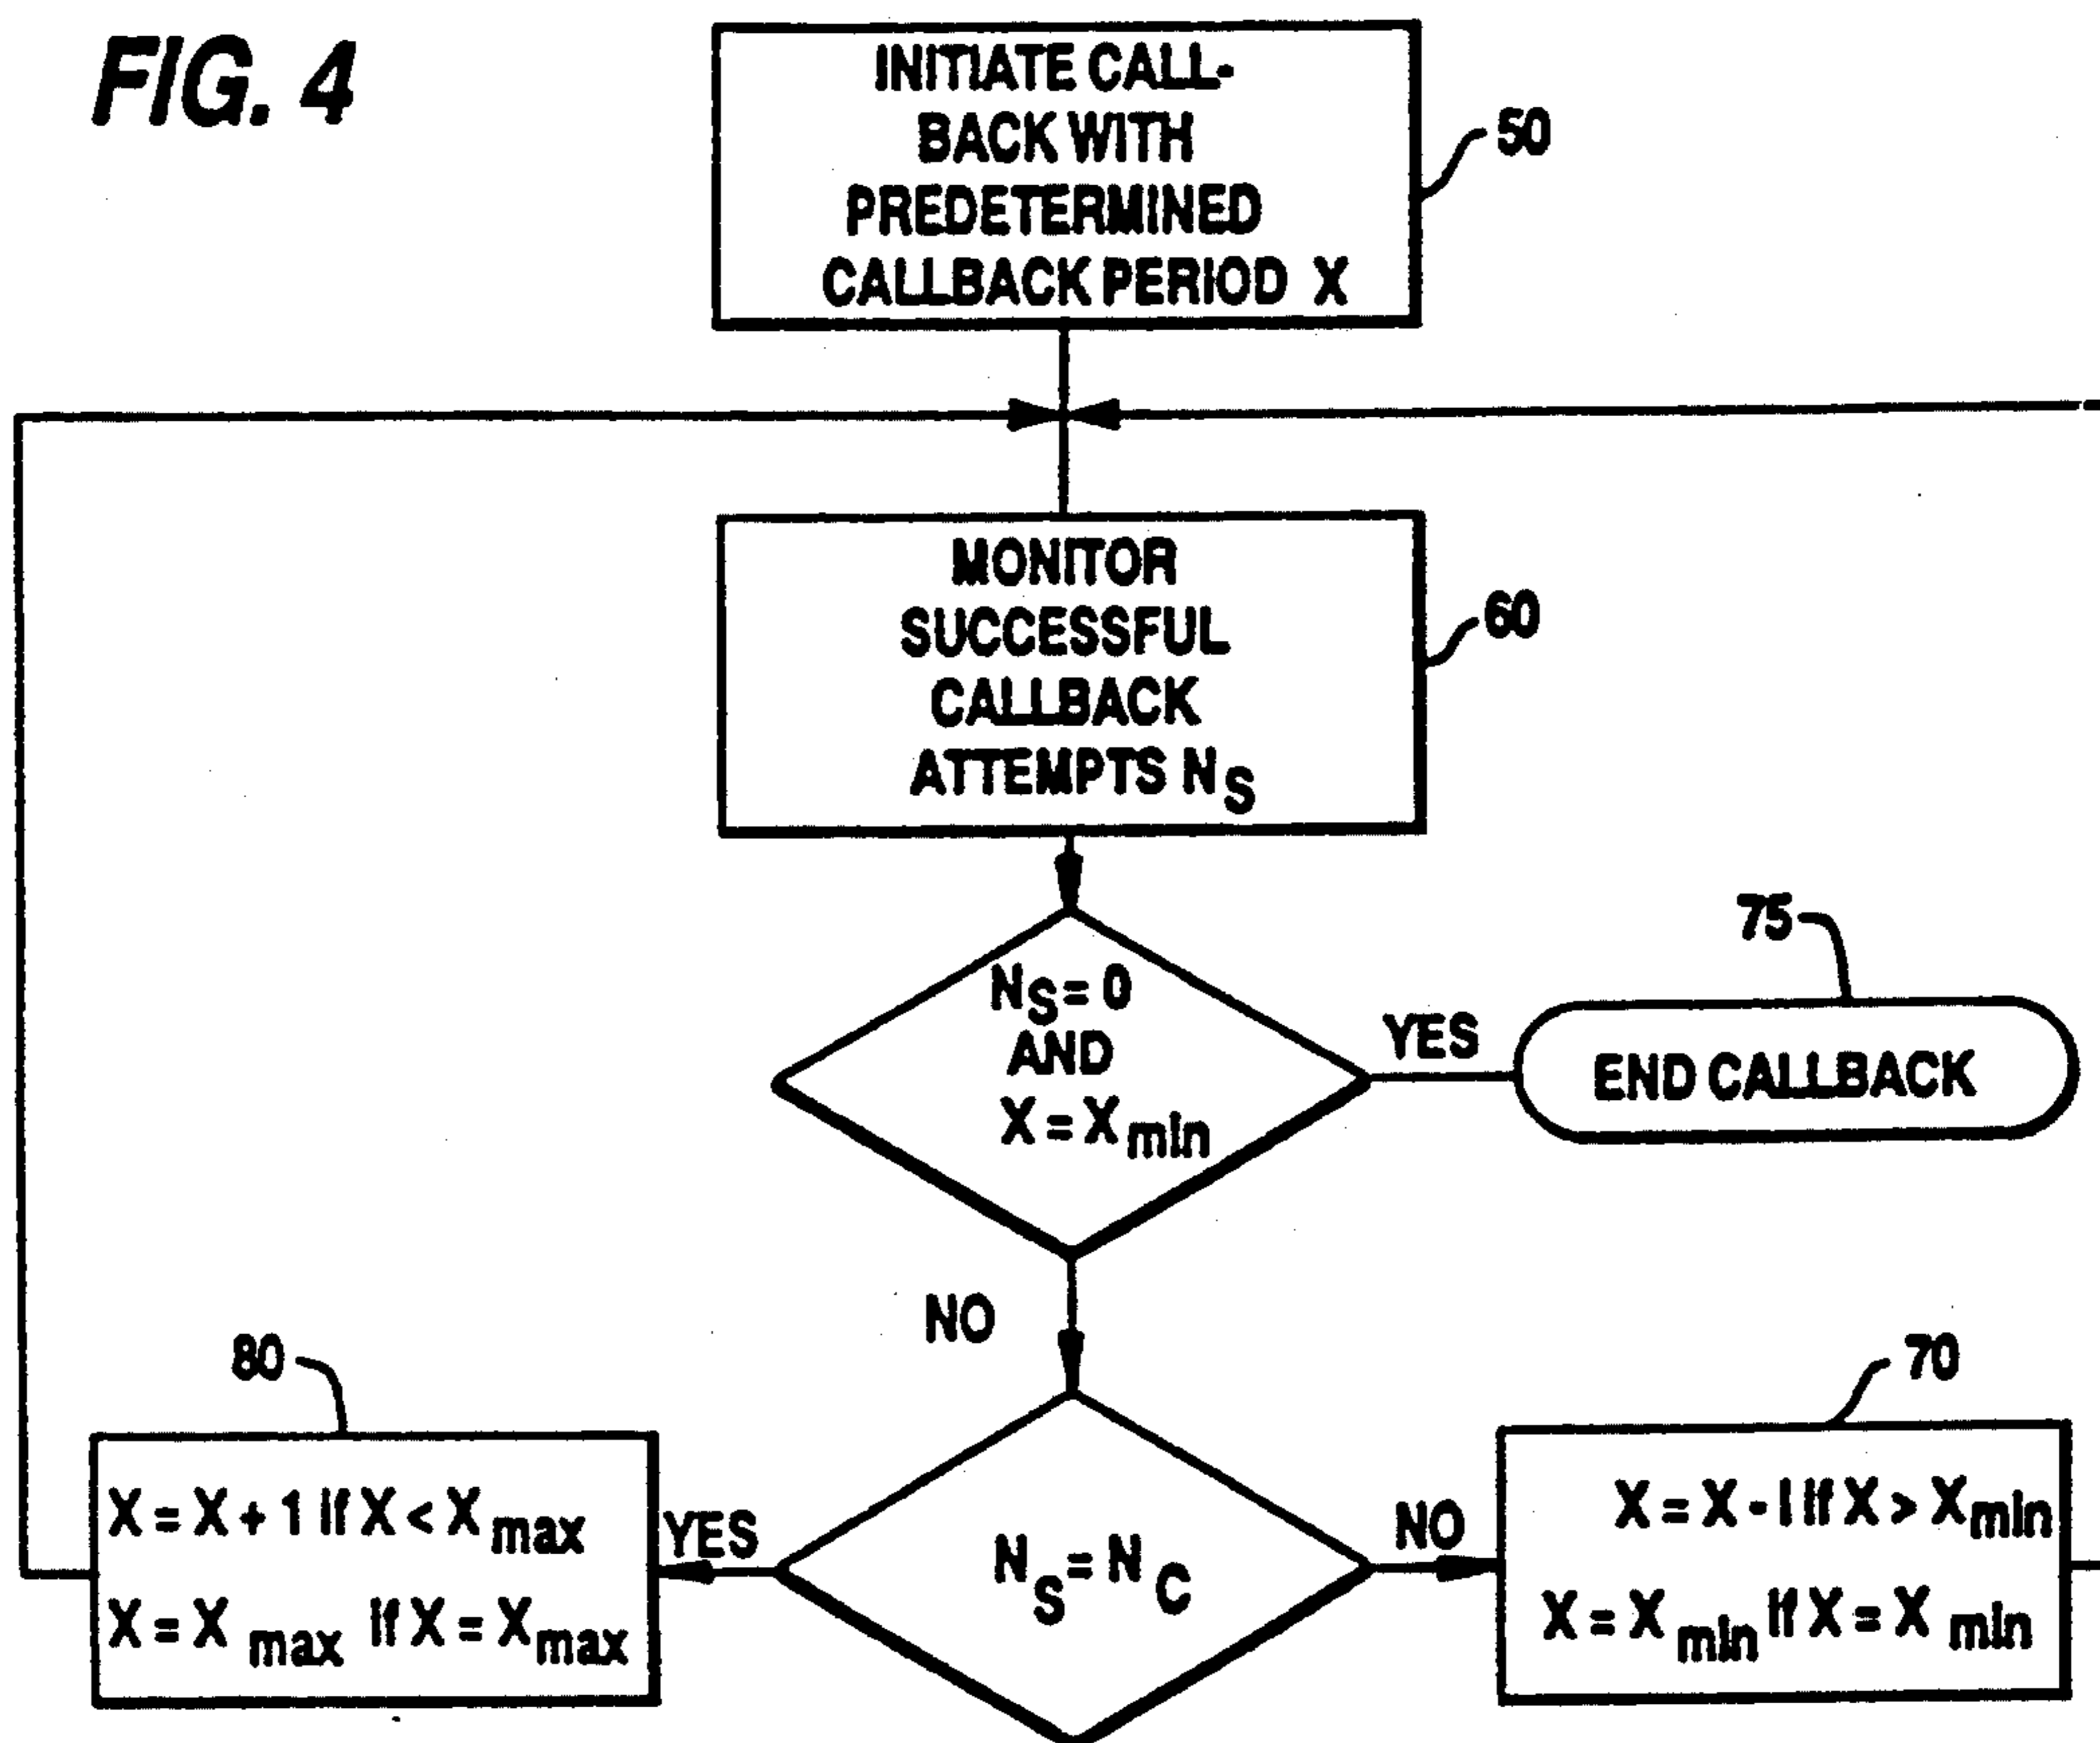 FIG. 4
INITIATE CALL-
BACK WITH
PREDETERMINED
CALLBACK PERIOD X
50
MONITOR
SUCCESSFUL
CALLBACK
ATTEMPTS NS
60
NS = 0
AND
X = Xmin
YES
75
END CALLBACK
NO
80
X = X + 1 if X < Xmax
X = X max if X = Xmax
YES
NS = NC
NO
70
X = X - 1 if X > Xmin
X = Xmin if X = X min